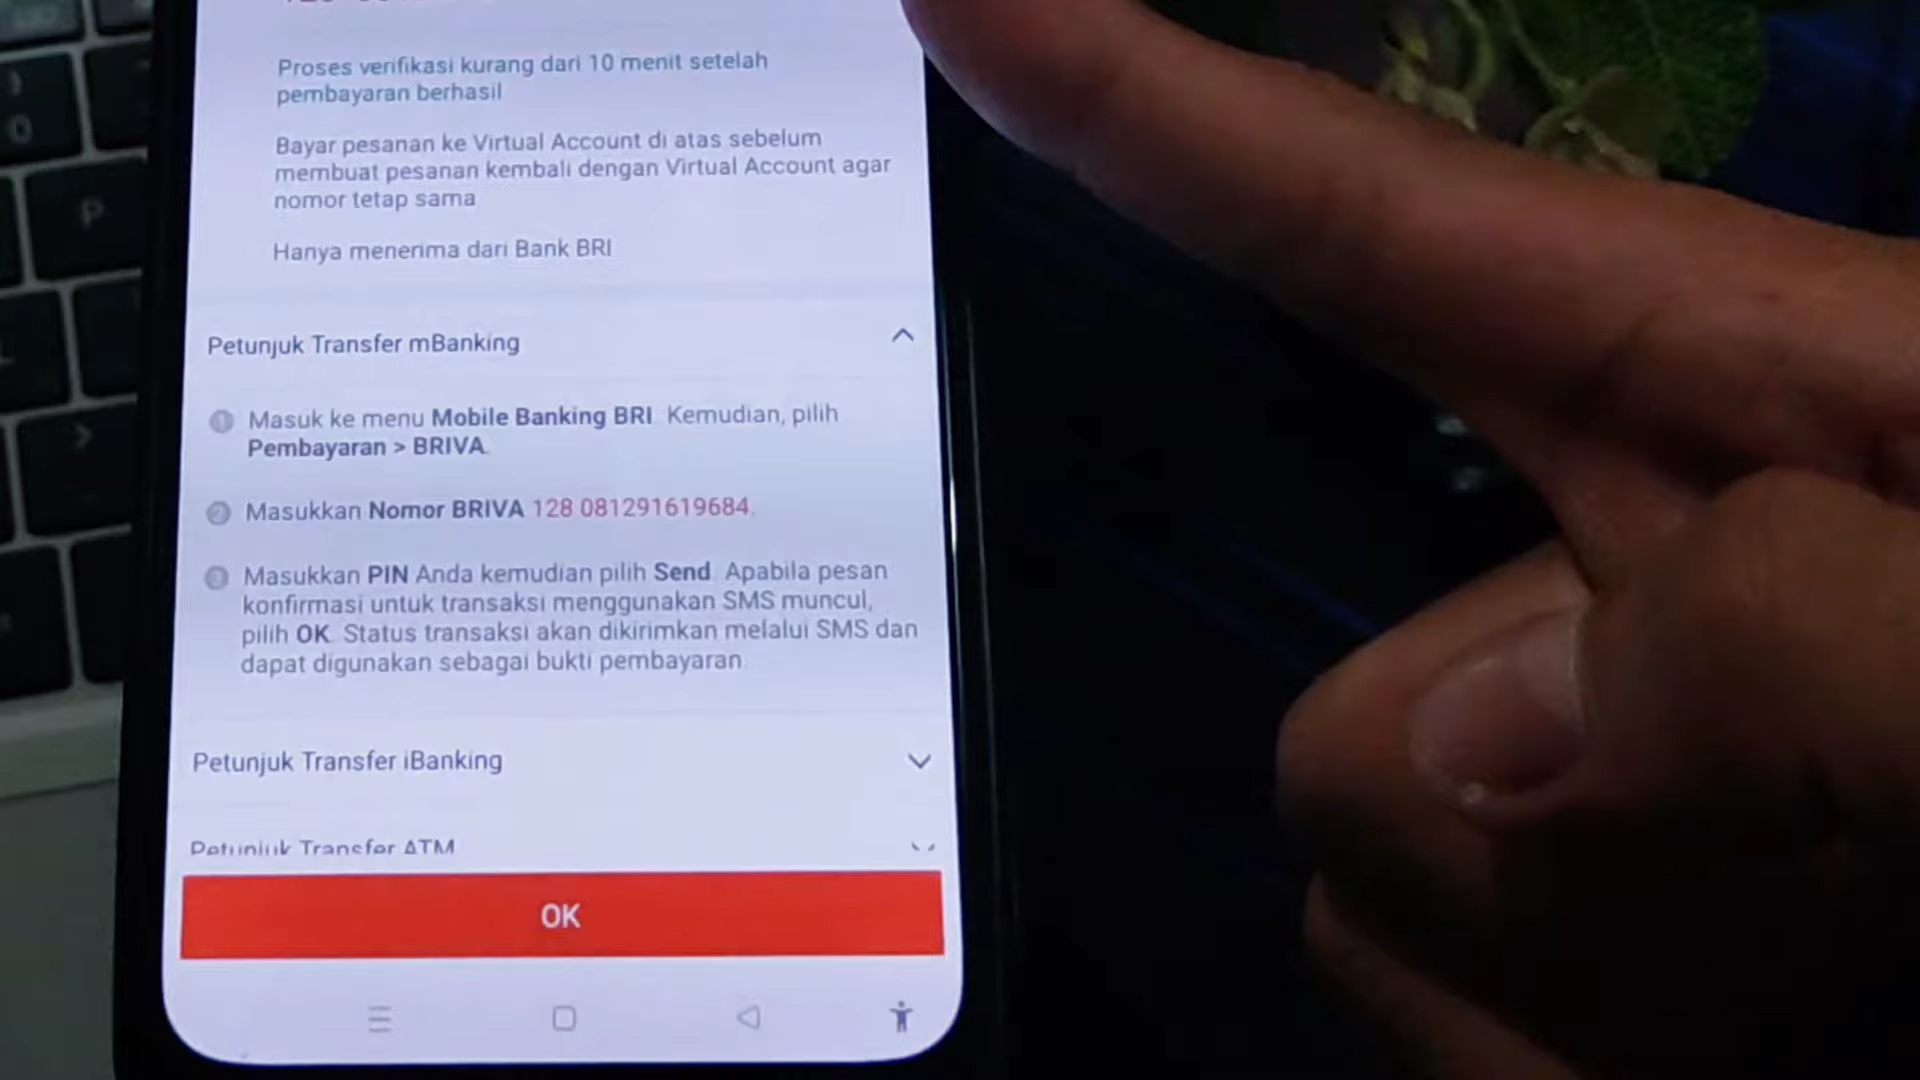 Proses verifikasi kurang dari 10 menit setelah
pembayaran berhasil
Bayar pesanan ke Virtual Account di atas sebelum
membuat pesanan kembali dengan Virtual Account agar
nomor tetap sama
Hanya menerima dari Bank BRI
Petunjuk Transfer mBanking
1 Masuk ke menu Mobile Banking BRI Kemudian, pilih
Pembayaran > BRIVA.
2 Masukkan Nomor BRIVA 128 081291619684.
3 Masukkan PIN Anda kemudian pilih Send. Apabila pesan
konfirmasi untuk transaksi menggunakan SMS muncul,
pilih OK. Status transaksi akan dikirimkan melalui SMS dan
dapat digunakan sebagai bukti pembayaran.
Petunjuk Transfer iBanking
Petunjuk Transfer ATM
OK
P
0